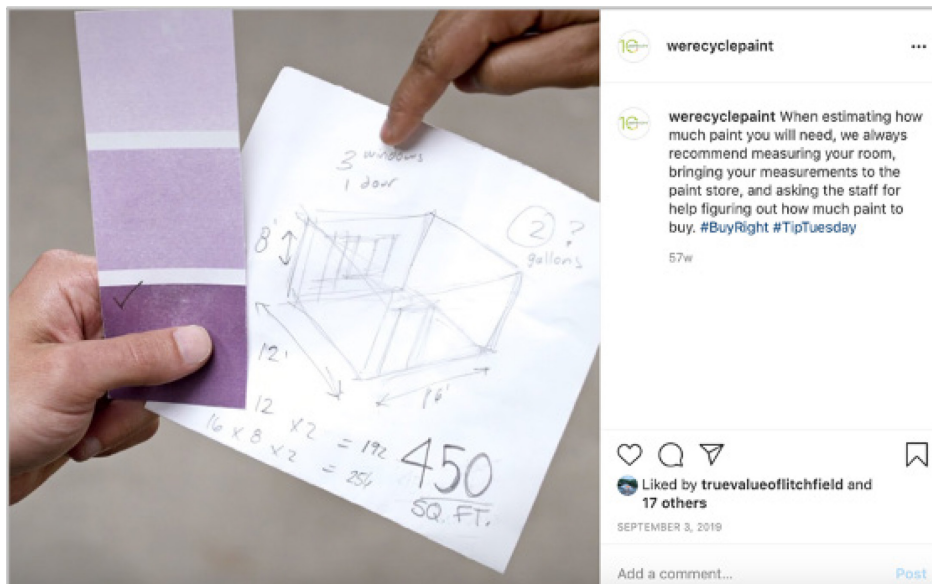 3 windows
1 door
8'
2 ?
gallons
12'
16'
12 x 2 = 192
16 x 8 x 2 = 256
450
SQ. FT.
werecyclepaint
werecyclepaint When estimating how
much paint you will need, we always
recommend measuring your room,
bringing your measurements to the
paint store, and asking the staff for
help figuring out how much paint to
buy. #BuyRight #TipTuesday
57w
Liked by truevalueoflitchfield and
17 others
SEPTEMBER 3, 2019
Add a comment... Post